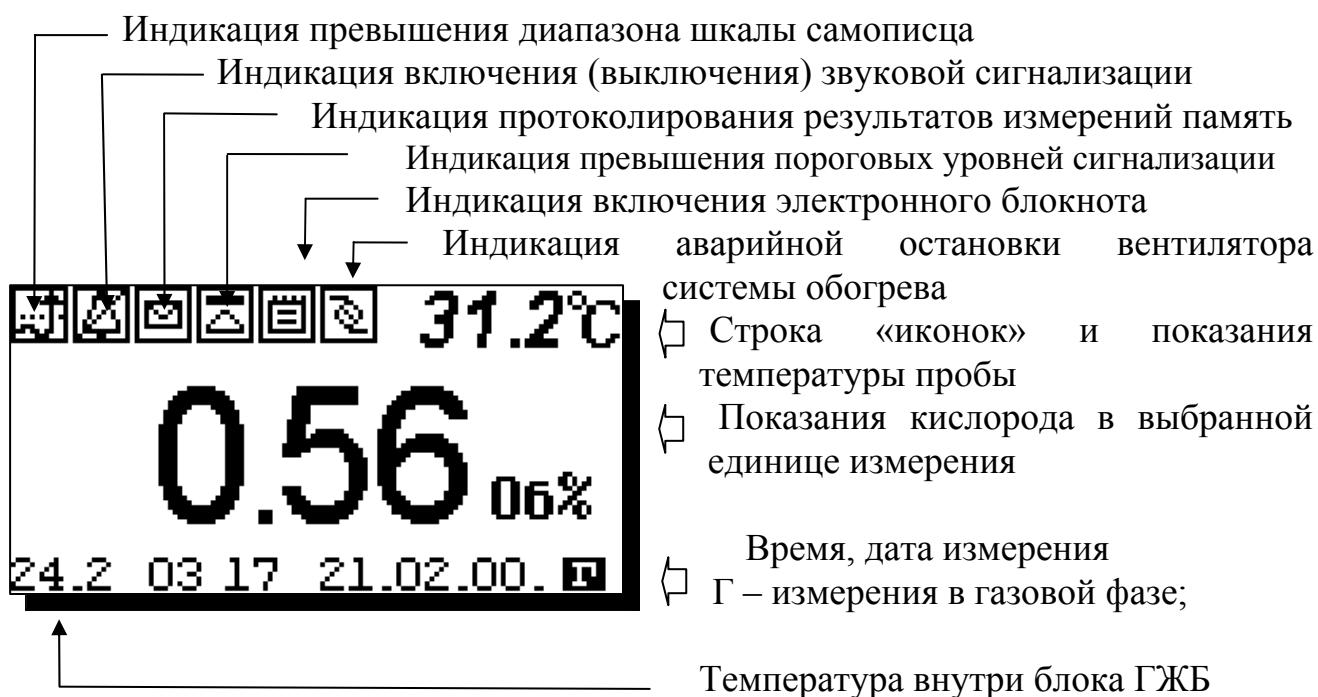 Индикация превышения диапазона шкалы самописца
Индикация включения (выключения) звуковой сигнализации
Индикация протоколирования результатов измерений память
Индикация превышения пороговых уровней сигнализации
Индикация включения электронного блокнота
Индикация аварийной остановки вентилятора
системы обогрева
31.2°C
Строка «иконок» и показания
температуры пробы
0.56 Об%
Показания кислорода в выбранной
единице измерения
24.2 03 17 21.02.00. Г
Время, дата измерения
Г – измерения в газовой фазе;
Температура внутри блока ГЖБ